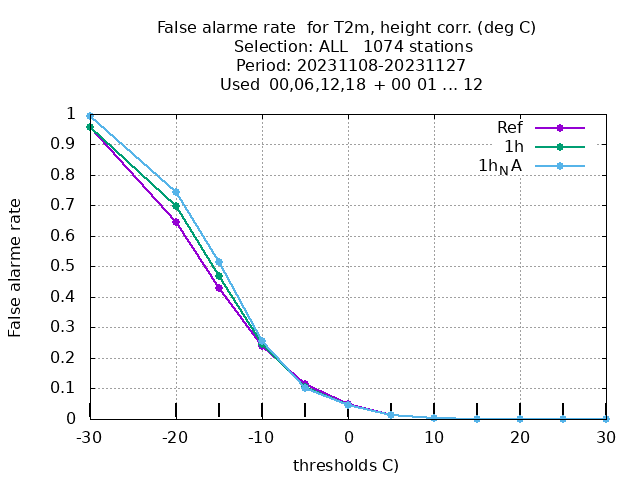 False alarme rate  for T2m, height corr. (deg C)
Selection: ALL   1074 stations
Period: 20231108-20231127
Used  00,06,12,18  + 00 01 ... 12
Ref
1h
1hNA
1
0.9
0.8
0.7
0.6
0.5
0.4
0.3
0.2
0.1
0
False alarme rate
-30 -20 -10 0 10 20 30
thresholds C)